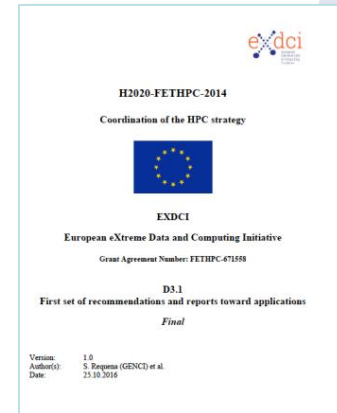 exdci
H2020-FETHPC-2014
Coordination of the HPC strategy
EXDCI
European eXtreme Data and Computing Initiative
Grant Agreement Number: FETHPC-671558
D3.1
First set of recommendations and reports toward applications
Final
Version: 1.0
Author(s): S. Requena (GENCI) et al.
Date: 25.10.2016